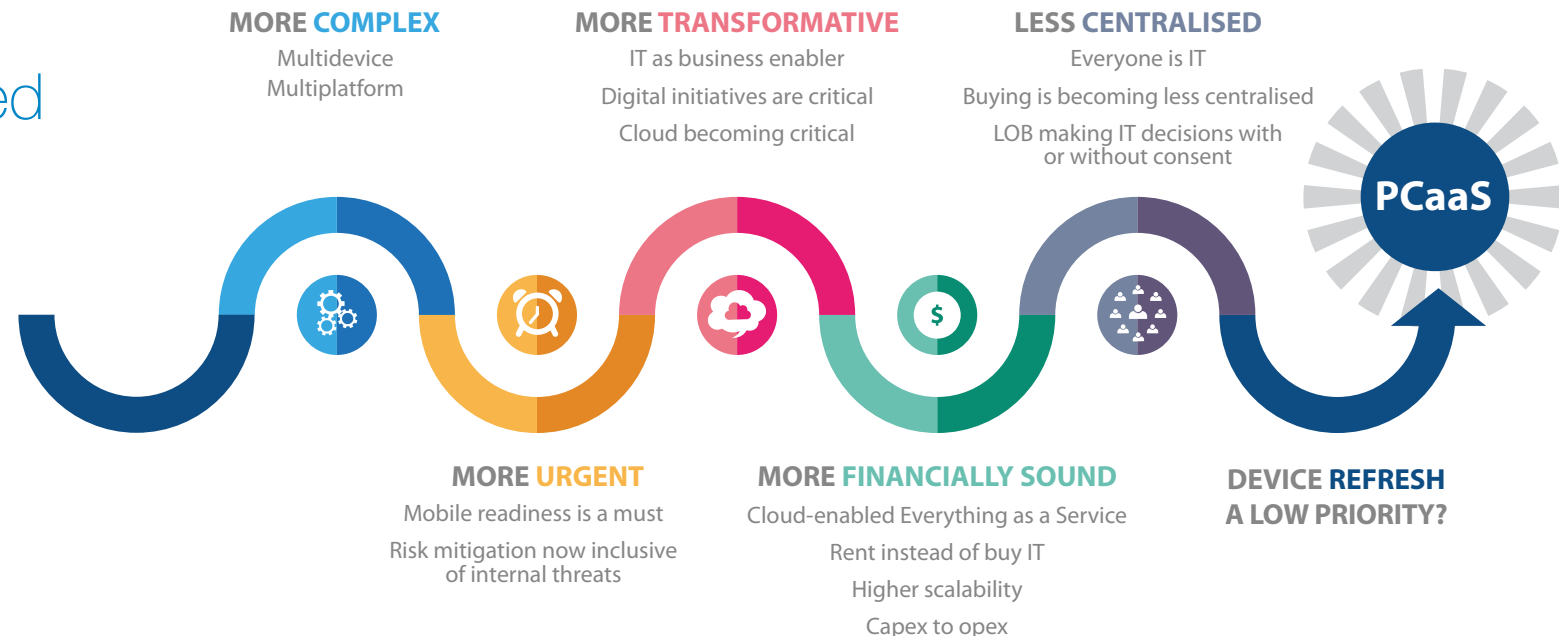 ed
MORE COMPLEX
Multidevice
Multiplatform
MORE TRANSFORMATIVE
IT as business enabler
Digital initiatives are critical
Cloud becoming critical
LESS CENTRALISED
Everyone is IT
Buying is becoming less centralised
LOB making IT decisions with
or without consent
PCaaS
$
MORE URGENT
Mobile readiness is a must
Risk mitigation now inclusive
of internal threats
MORE FINANCIALLY SOUND
Cloud-enabled Everything as a Service
Rent instead of buy IT
Higher scalability
Capex to opex
DEVICE REFRESH
A LOW PRIORITY?